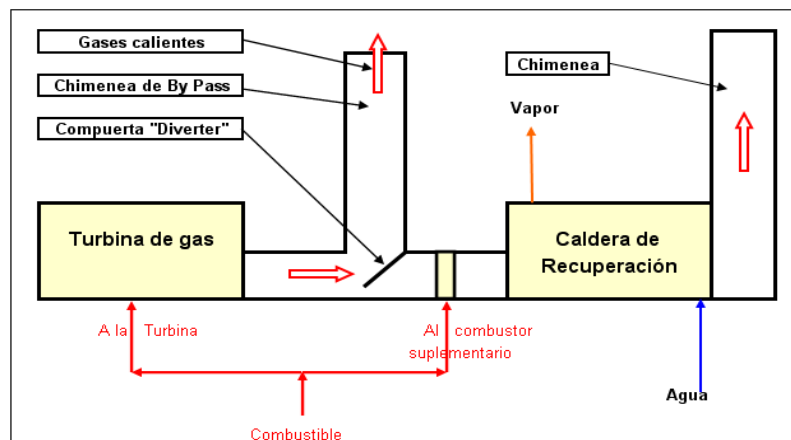 Gases calientes
Chimenea de By Pass
Compuerta "Diverter"
Chimenea
Vapor
Turbina de gas
Caldera de
Recuperación
A la Turbina
Al combustor
suplementario
Agua
Combustible